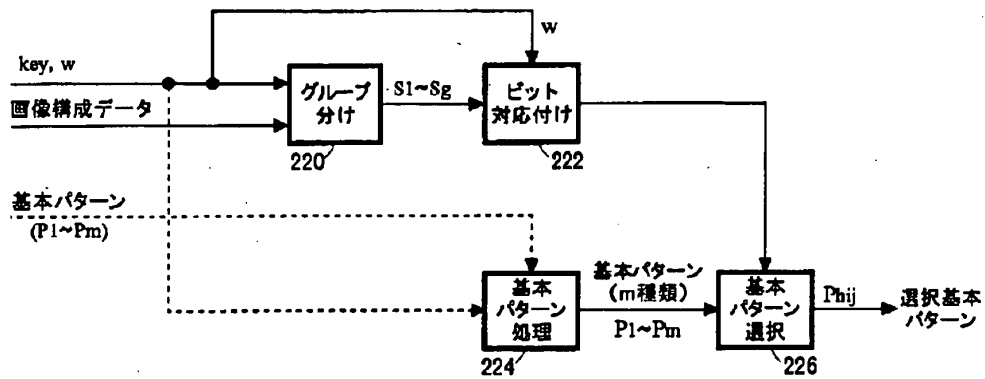 w
key, w
画像構成データ
グループ
分け
220
S1~Sg
ビット
対応付け
222
基本パターン
(P1~Pm)
基本
パターン
処理
224
基本パターン
(m種類)
P1~Pm
基本
パターン
選択
226
Phij
選択基本
パターン